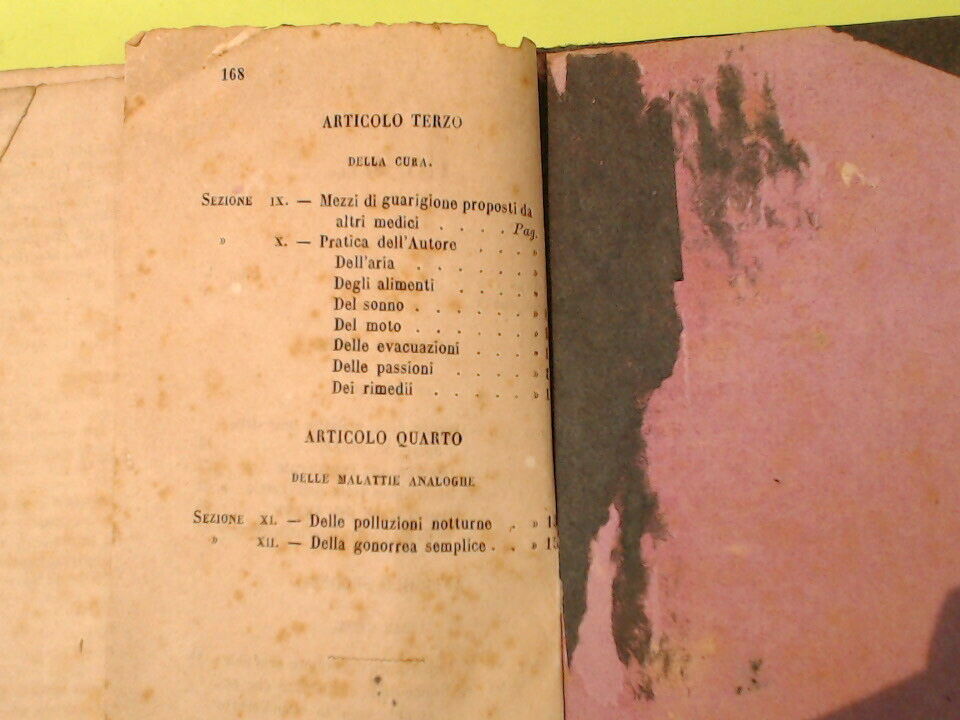 168
ARTICOLO TERZO
DELLA CURA.
SEZIONE IX. — Mezzi di guarigione proposti da
altri medici . . . . Pag.
» X. — Pratica dell'Autore . . »
Dell'aria . . . . . . »
Degli alimenti . . . . »
Del sonno . . . . . . »
Del moto . . . . . . »
Delle evacuazioni . . . »
Delle passioni . . . . »
Dei rimedii . . . . . »
ARTICOLO QUARTO
DELLE MALATTIE ANALOGHE
SEZIONE XI. — Delle polluzioni notturne . »
» XII. — Della gonorrea semplice . . »